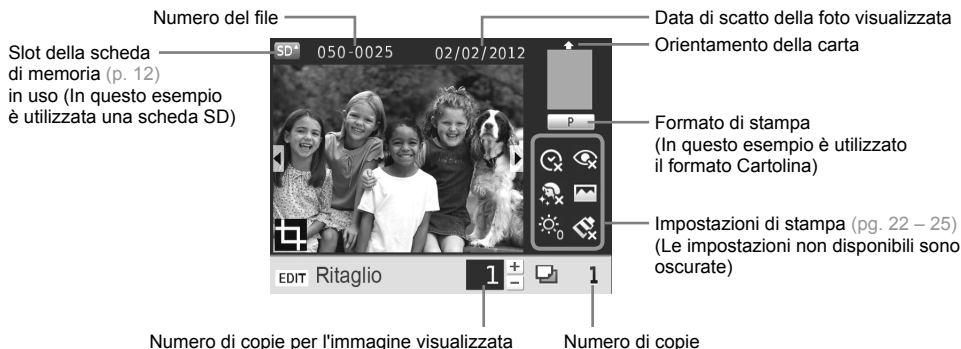 Numero del file
Data di scatto della foto visualizzata
Orientamento della carta
Slot della scheda
di memoria (p. 12)
in uso (In questo esempio
è utilizzata una scheda SD)
SD
050-0025
02/02/2012
P
Formato di stampa
(In questo esempio è utilizzato
il formato Cartolina)
Impostazioni di stampa (pg. 22 – 25)
(Le impostazioni non disponibili sono
oscurate)
0
EDIT Ritaglio
1 + −
1
Numero di copie per l'immagine visualizzata
Numero di copie